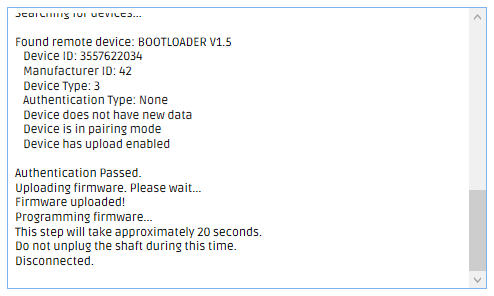 Searching for devices...
Found remote device: BOOTLOADER V1.5
Device ID: 3557622034
Manufacturer ID: 42
Device Type: 3
Authentication Type: None
Device does not have new data
Device is in pairing mode
Device has upload enabled
Authentication Passed.
Uploading firmware. Please wait...
Firmware uploaded!
Programming firmware...
This step will take approximately 20 seconds.
Do not unplug the shaft during this time.
Disconnected.